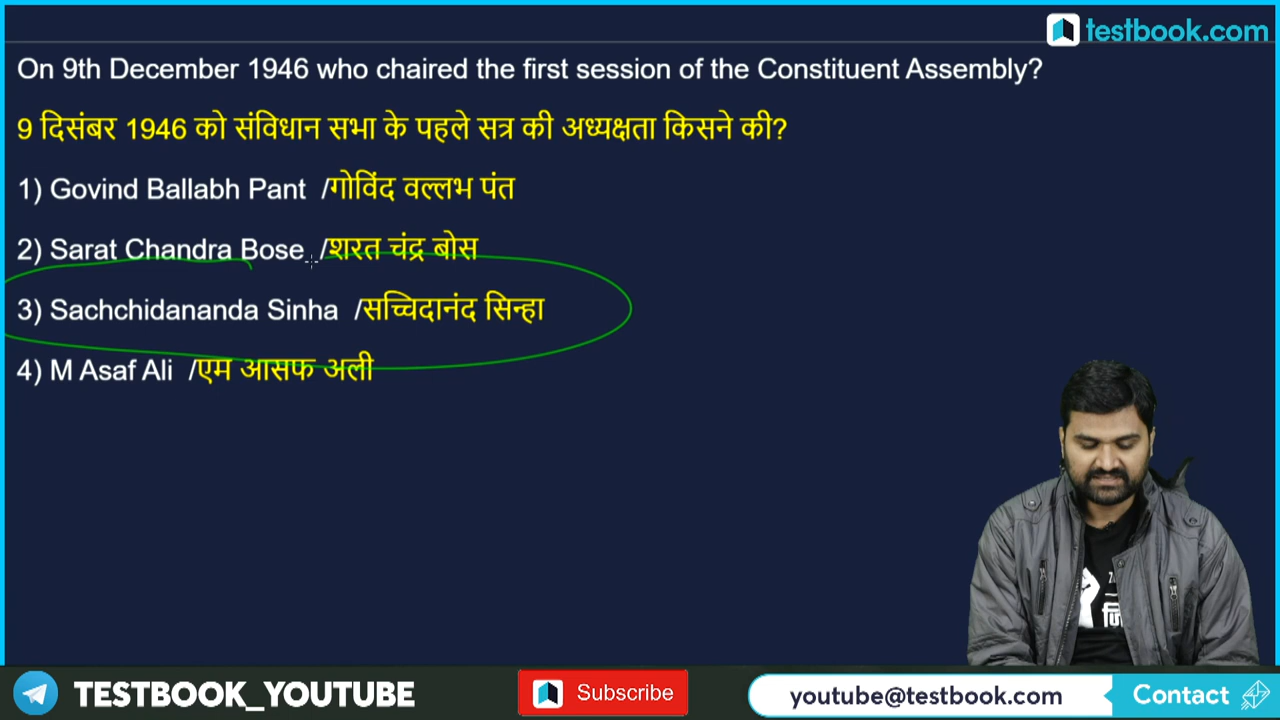 testbook.com
On 9th December 1946 who chaired the first session of the Constituent Assembly?
9 दिसंबर 1946 को संविधान सभा के पहले सत्र की अध्यक्षता किसने की?
1) Govind Ballabh Pant /गोविंद वल्लभ पंत
2) Sarat Chandra Bose /शरत चंद्र बोस
3) Sachchidananda Sinha /सच्चिदानंद सिन्हा
4) M Asaf Ali /एम आसफ अली
TESTBOOK_YOUTUBE
Subscribe
youtube@testbook.com
Contact